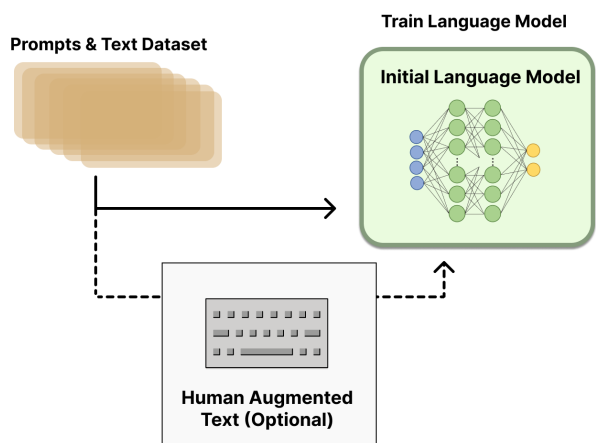 Train Language Model
Prompts & Text Dataset
Initial Language Model
Human Augmented
Text (Optional)